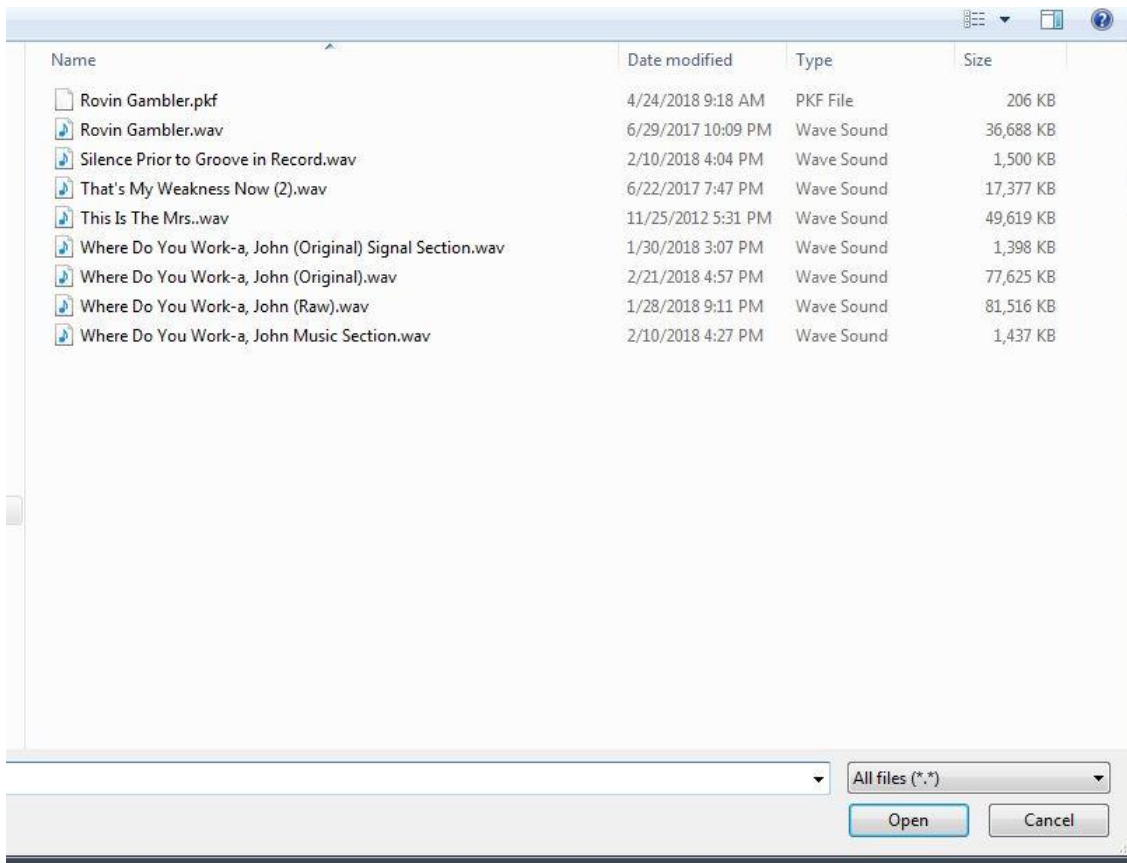 Name Date modified Type Size
Rovin Gambler.pkf 4/24/2018 9:18 AM PKF File 206 KB
Rovin Gambler.wav 6/29/2017 10:09 PM Wave Sound 36,688 KB
Silence Prior to Groove in Record.wav 2/10/2018 4:04 PM Wave Sound 1,500 KB
That's My Weakness Now (2).wav 6/22/2017 7:47 PM Wave Sound 17,377 KB
This Is The Mrs..wav 11/25/2012 5:31 PM Wave Sound 49,619 KB
Where Do You Work-a, John (Original) Signal Section.wav 1/30/2018 3:07 PM Wave Sound 1,398 KB
Where Do You Work-a, John (Original).wav 2/21/2018 4:57 PM Wave Sound 77,625 KB
Where Do You Work-a, John (Raw).wav 1/28/2018 9:11 PM Wave Sound 81,516 KB
Where Do You Work-a, John Music Section.wav 2/10/2018 4:27 PM Wave Sound 1,437 KB
All files (*.*)
Open Cancel